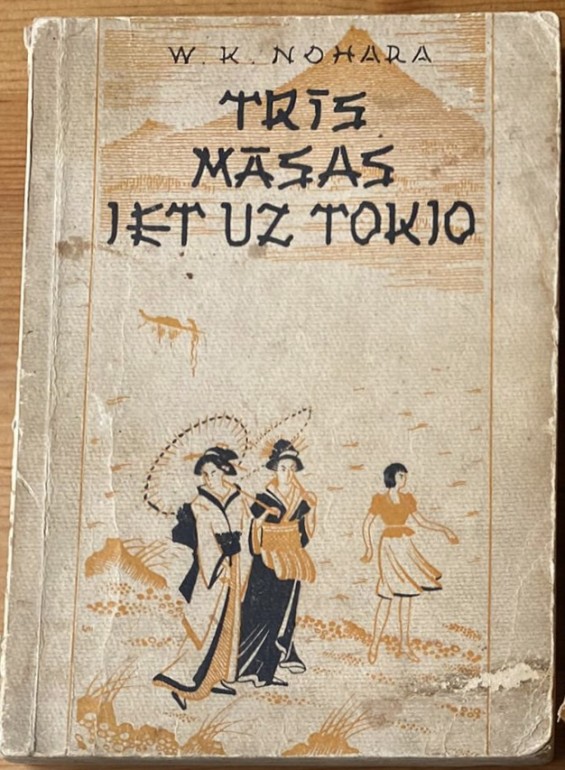 W. K. NOHARA
TRĪS
MĀSAS
IET UZ TOKIO